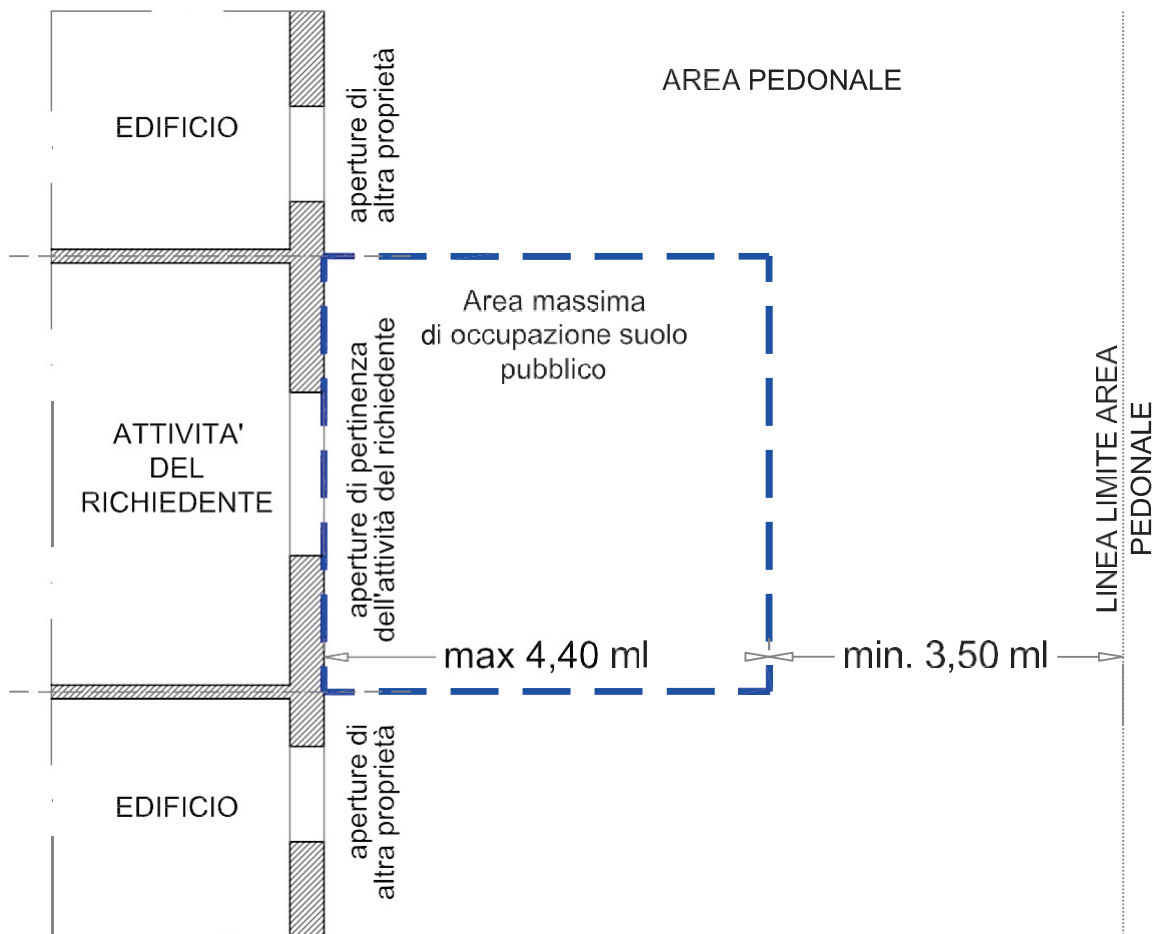 AREA PEDONALE
EDIFICIO
aperture di
altra proprietà
Area massima
di occupazione suolo
pubblico
ATTIVITA'
DEL
RICHIEDENTE
aperture di pertinenza
dell'attività del richiedente
LINEA LIMITE AREA
PEDONALE
max 4,40 ml
min. 3,50 ml
EDIFICIO
aperture di
altra proprietà